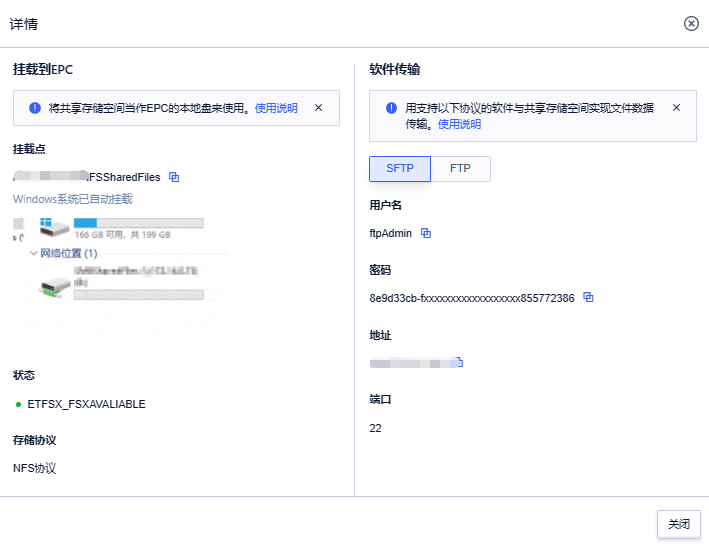 详情
挂载到EPC
将共享存储空间当作EPC的本地盘来使用。使用说明
挂载点
FSSharedFiles
Windows系统已自动挂载
166 GB 可用，共 199 GB
网络位置 (1)
状态
ETFSX_FSXAVALIABLE
存储协议
NFS协议
软件传输
用支持以下协议的软件与共享存储空间实现文件数据
传输。使用说明
SFTP
FTP
用户名
ftpAdmin
密码
8e9d33cb-fxxxxxxxxxxxxxxxxxx855772386
地址
端口
22
关闭